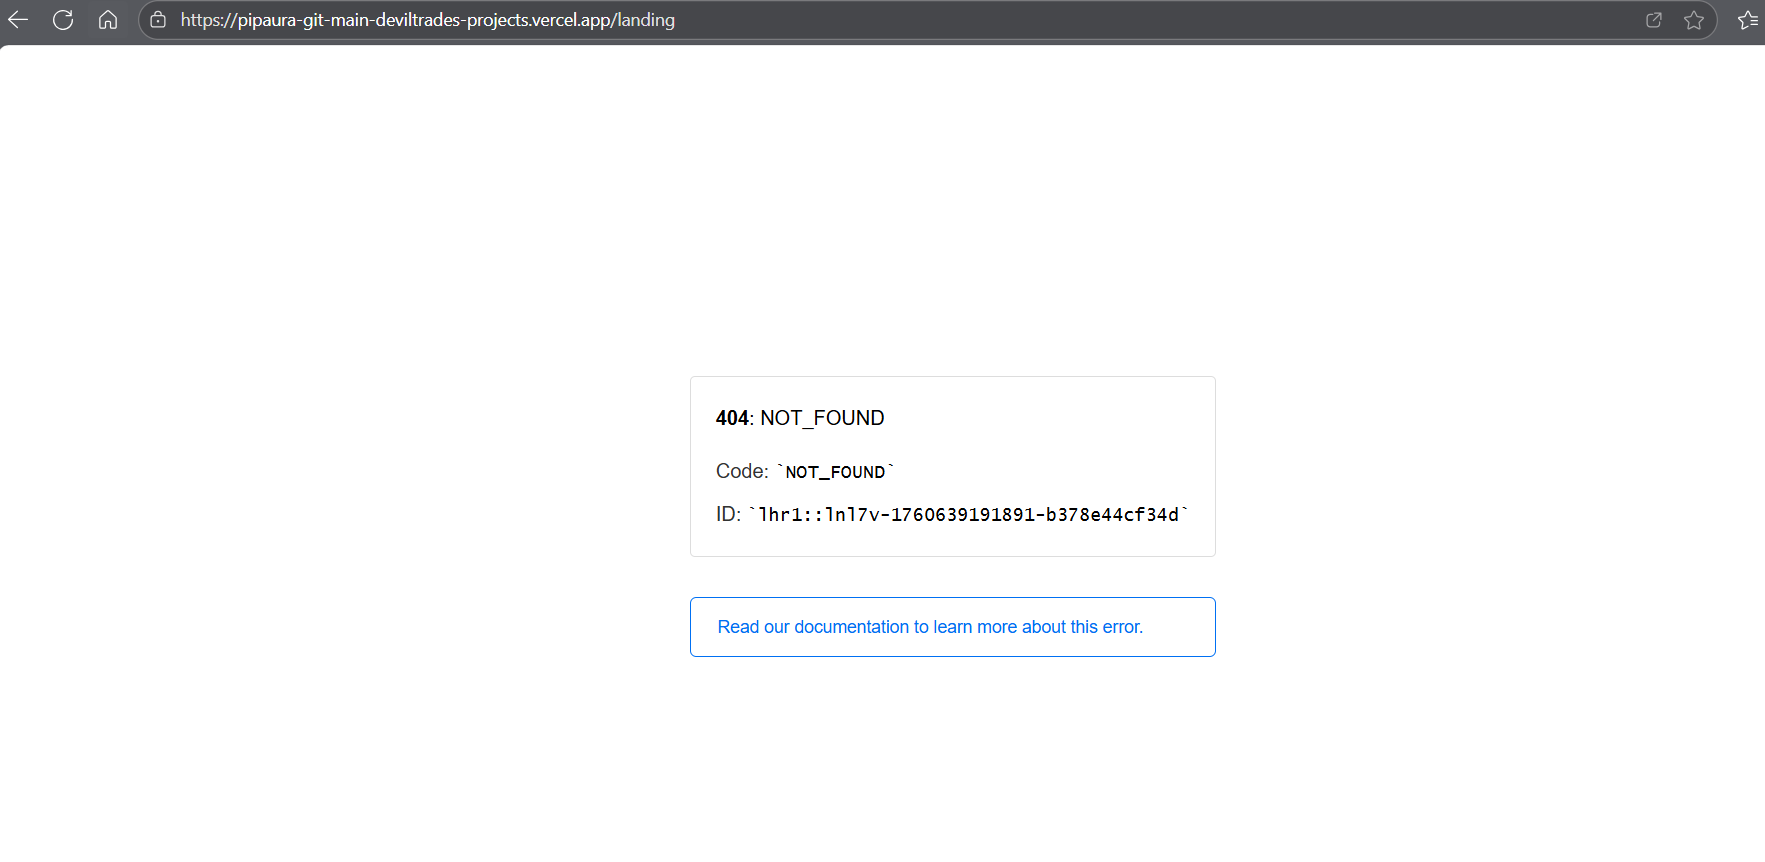 https://pipaura-git-main-deviltrades-projects.vercel.app/landing
404: NOT_FOUND
Code: `NOT_FOUND`
ID: `lhr1::lnl7v-1760639191891-b378e44cf34d`
Read our documentation to learn more about this error.